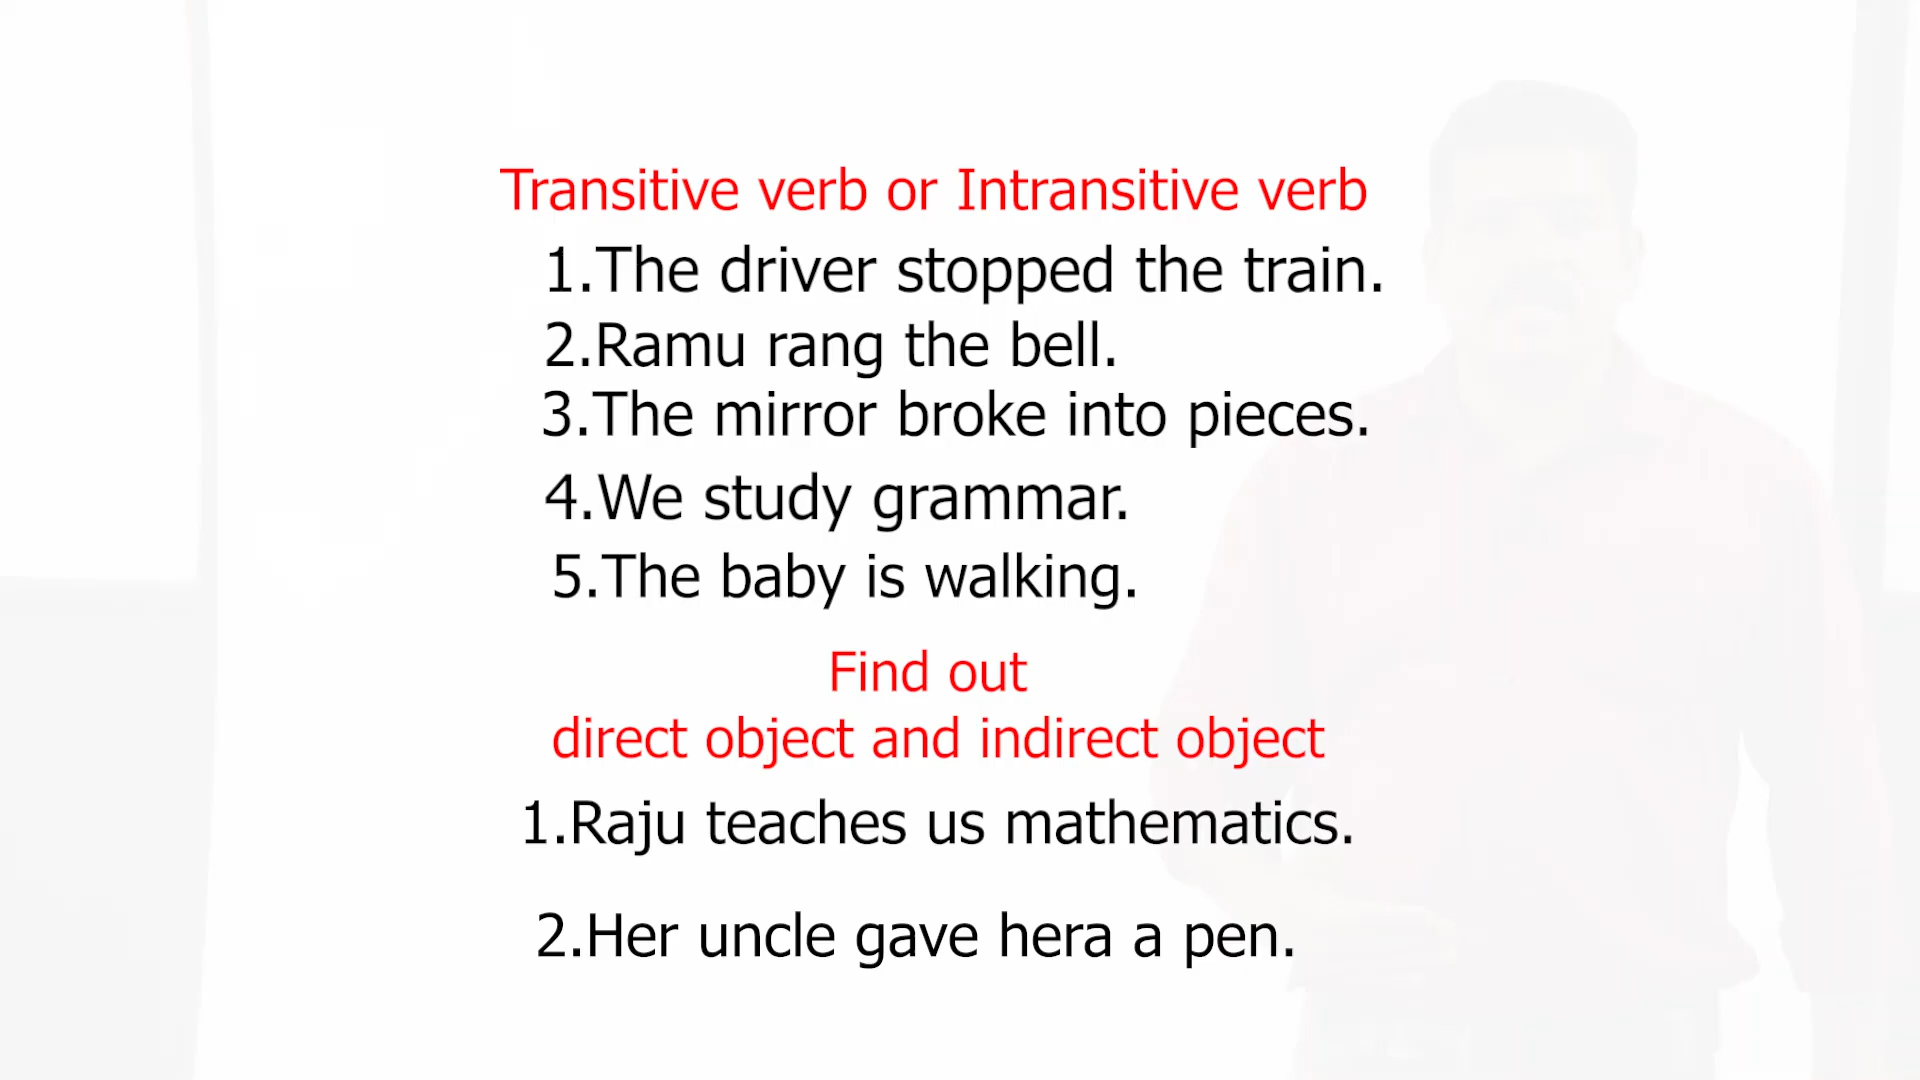 Transitive verb or Intransitive verb
1.The driver stopped the train.
2.Ramu rang the bell.
3.The mirror broke into pieces.
4.We study grammar.
5.The baby is walking.
Find out
direct object and indirect object
1.Raju teaches us mathematics.
2.Her uncle gave hera a pen.